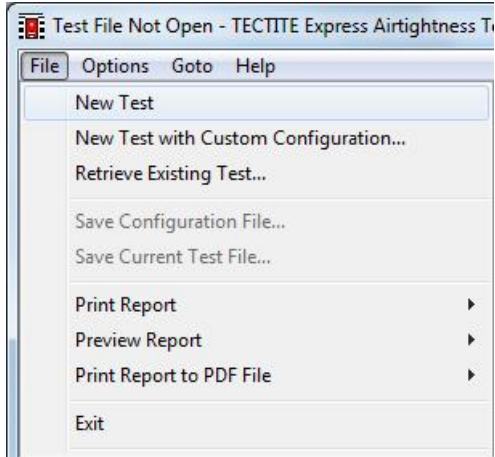 Test File Not Open - TECTITE Express Airtightness
File Options Goto Help
New Test
New Test with Custom Configuration...
Retrieve Existing Test...
Save Configuration File...
Save Current Test File...
Print Report
Preview Report
Print Report to PDF File
Exit